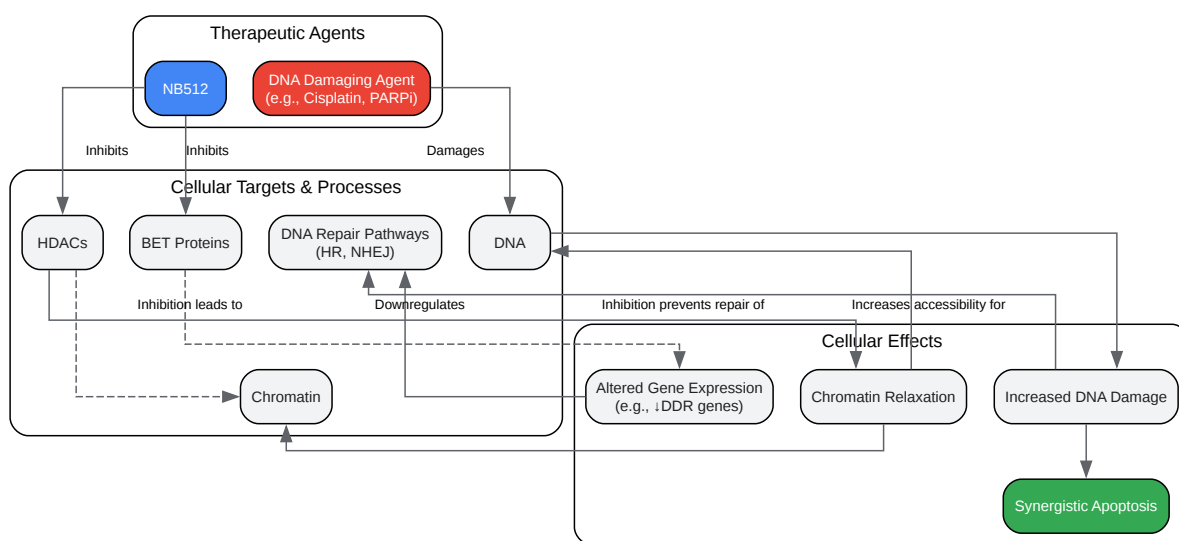 Therapeutic Agents
NB512
DNA Damaging Agent
(e.g., Cisplatin, PARPi)
Inhibits
Inhibits
Damages
Cellular Targets & Processes
HDACs
BET Proteins
DNA Repair Pathways
(HR, NHEJ)
DNA
Inhibition leads to
Downregulates
Inhibition prevents repair of
Increases accessibility for
Cellular Effects
Chromatin
Altered Gene Expression
(e.g., ↓DDR genes)
Chromatin Relaxation
Increased DNA Damage
Synergistic Apoptosis